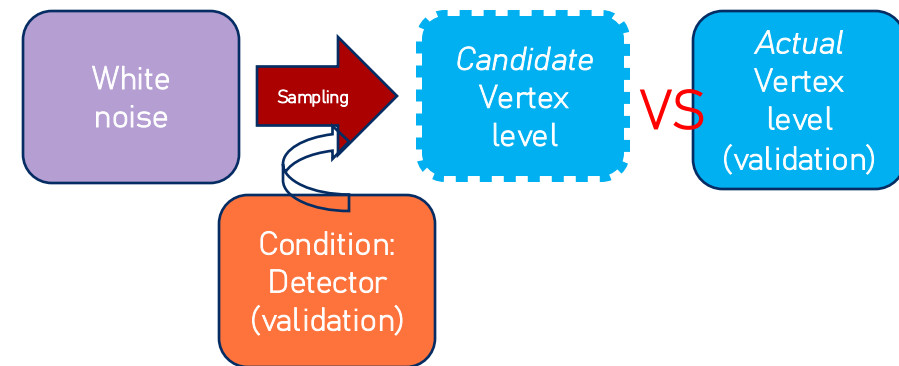 White
noise
Sampling
Candidate
Vertex
level
VS
Actual
Vertex
level
(validation)
Condition:
Detector
(validation)